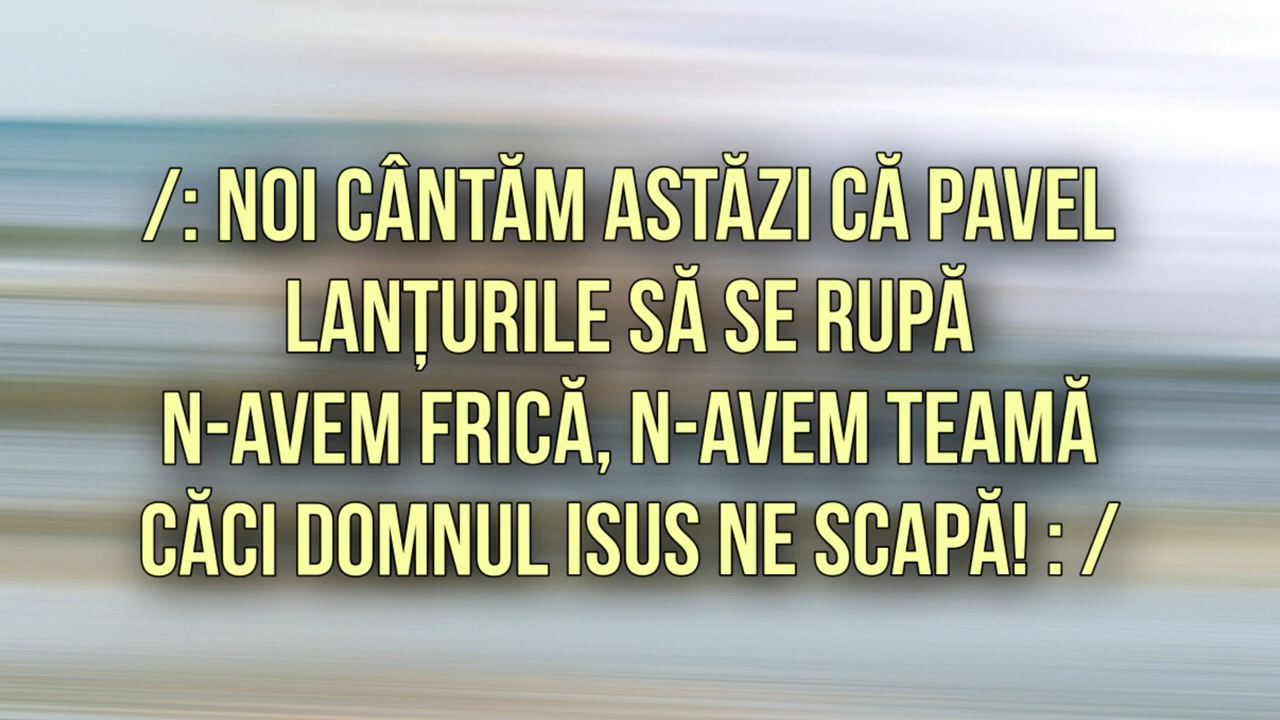 /: NOI CÂNTĂM ASTĂZI CĂ PAVEL
LANȚURILE SĂ SE RUPĂ
N-AVEM FRICĂ, N-AVEM TEAMĂ
CĂCI DOMNUL ISUS NE SCAPĂ! : /